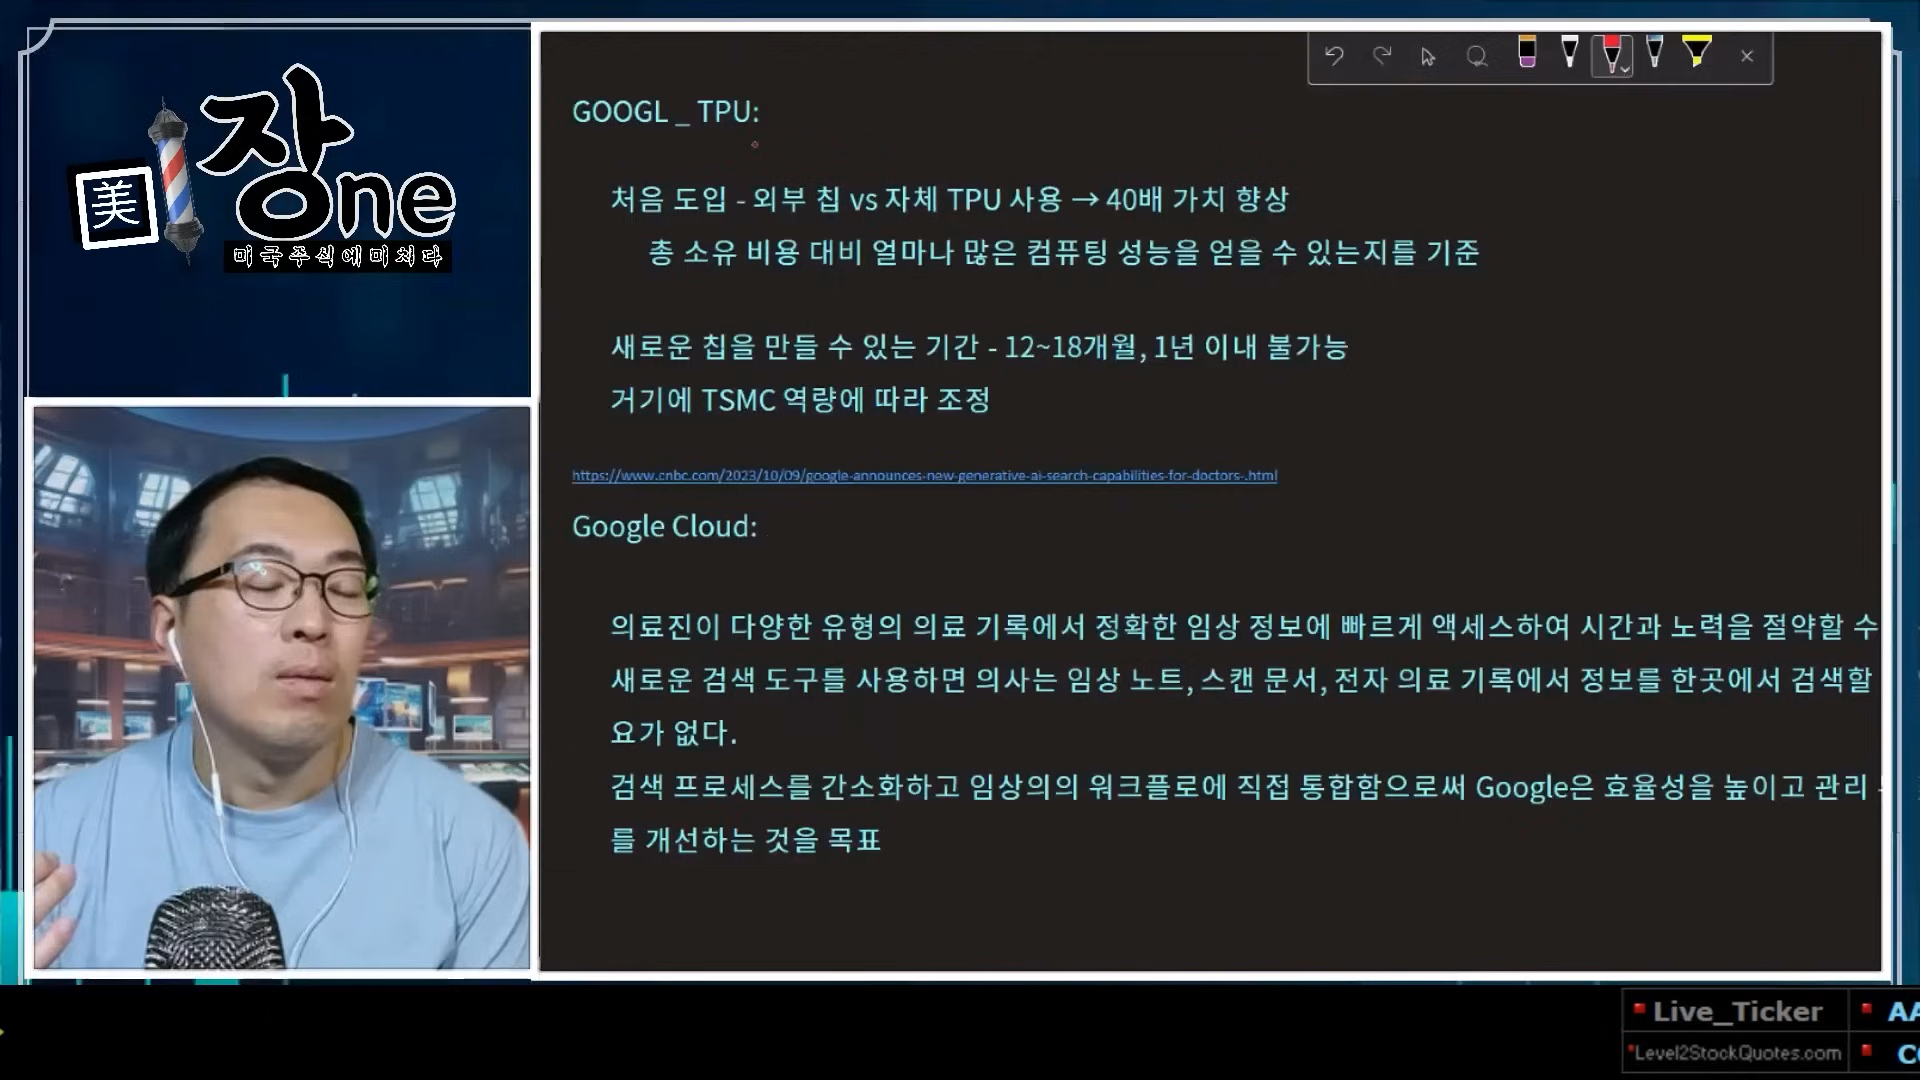 美
장one
미국주식에미치다
GOOGL _ TPU:
처음 도입 - 외부 칩 vs 자체 TPU 사용 → 40배 가치 향상
총 소유 비용 대비 얼마나 많은 컴퓨팅 성능을 얻을 수 있는지를 기준
새로운 칩을 만들 수 있는 기간 - 12~18개월, 1년 이내 불가능
거기에 TSMC 역량에 따라 조정
https://www.cnbc.com/2023/10/09/google-announces-new-generative-ai-search-capabilities-for-doctors-.html
Google Cloud:
의료진이 다양한 유형의 의료 기록에서 정확한 임상 정보에 빠르게 액세스하여 시간과 노력을 절약할 수
새로운 검색 도구를 사용하면 의사는 임상 노트, 스캔 문서, 전자 의료 기록에서 정보를 한곳에서 검색할
요가 없다.
검색 프로세스를 간소화하고 임상의의 워크플로에 직접 통합함으로써 Google은 효율성을 높이고 관리
를 개선하는 것을 목표
Live_Ticker
Level2StockQuotes.com